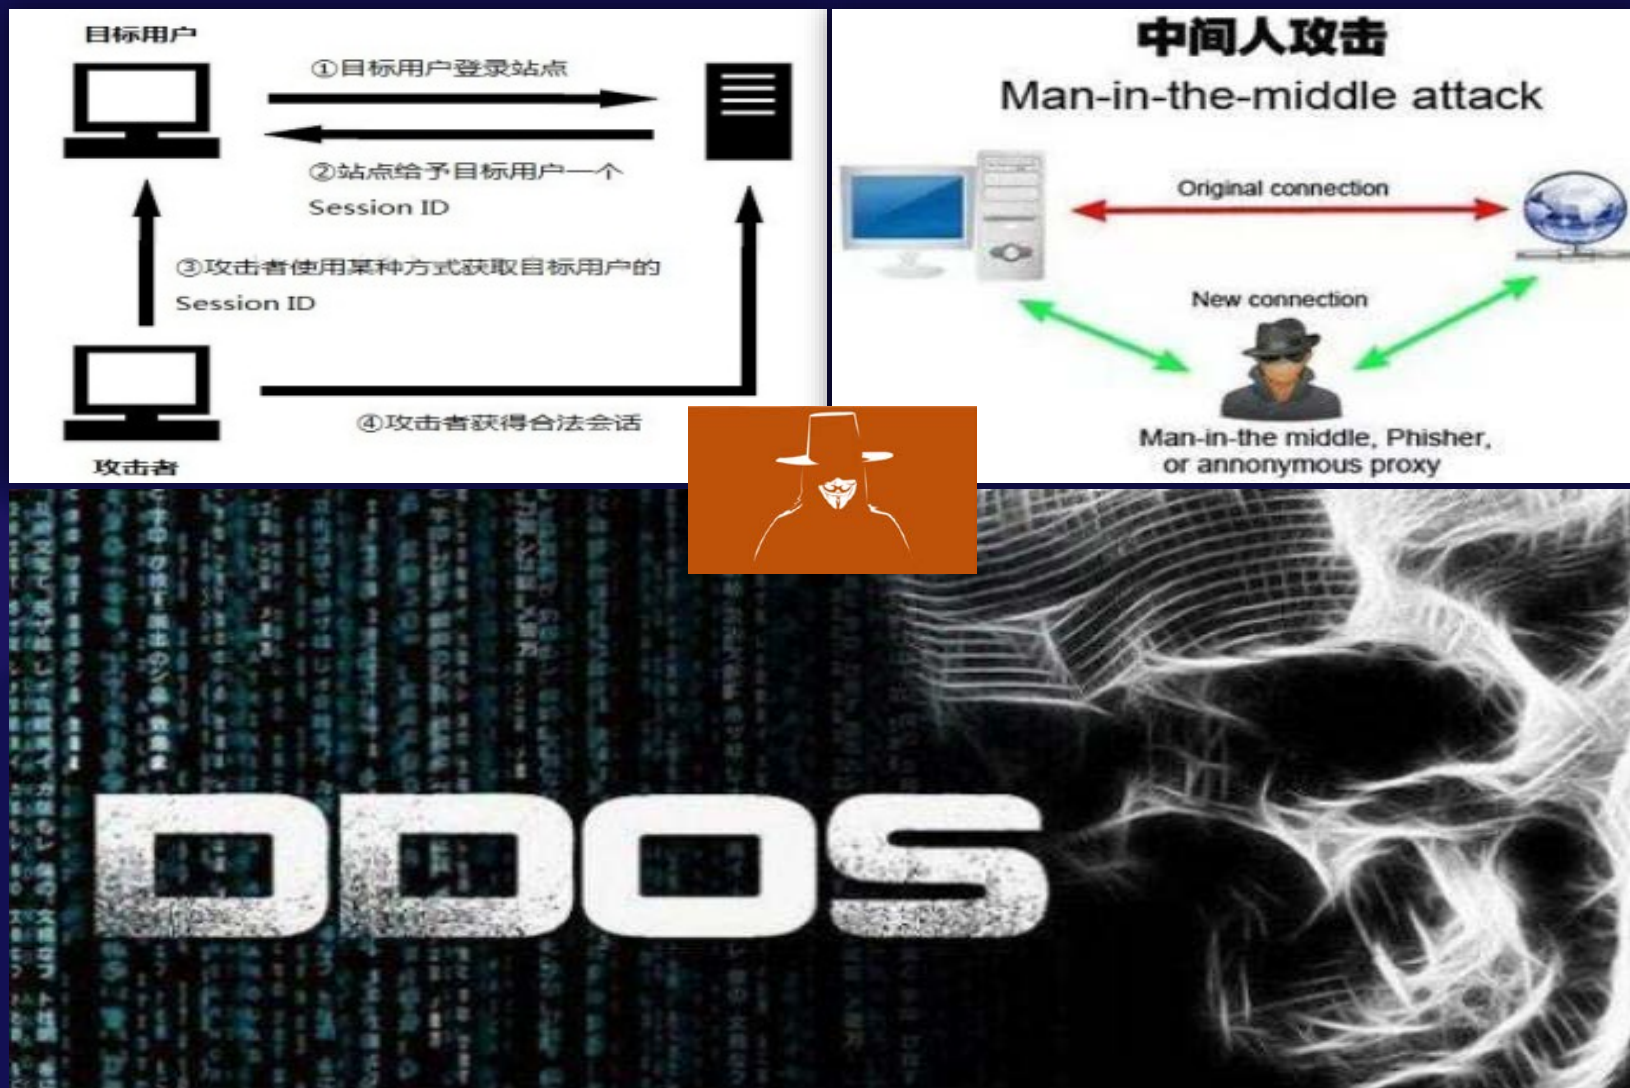 目标用户
①目标用户登录站点
②站点给予目标用户一个
Session ID
③攻击者使用某种方式获取目标用户的
Session ID
④攻击者获得合法会话
攻击者
中间人攻击
Man-in-the-middle attack
Original connection
New connection
Man-in-the middle, Phisher,
or annonymous proxy
DDOS